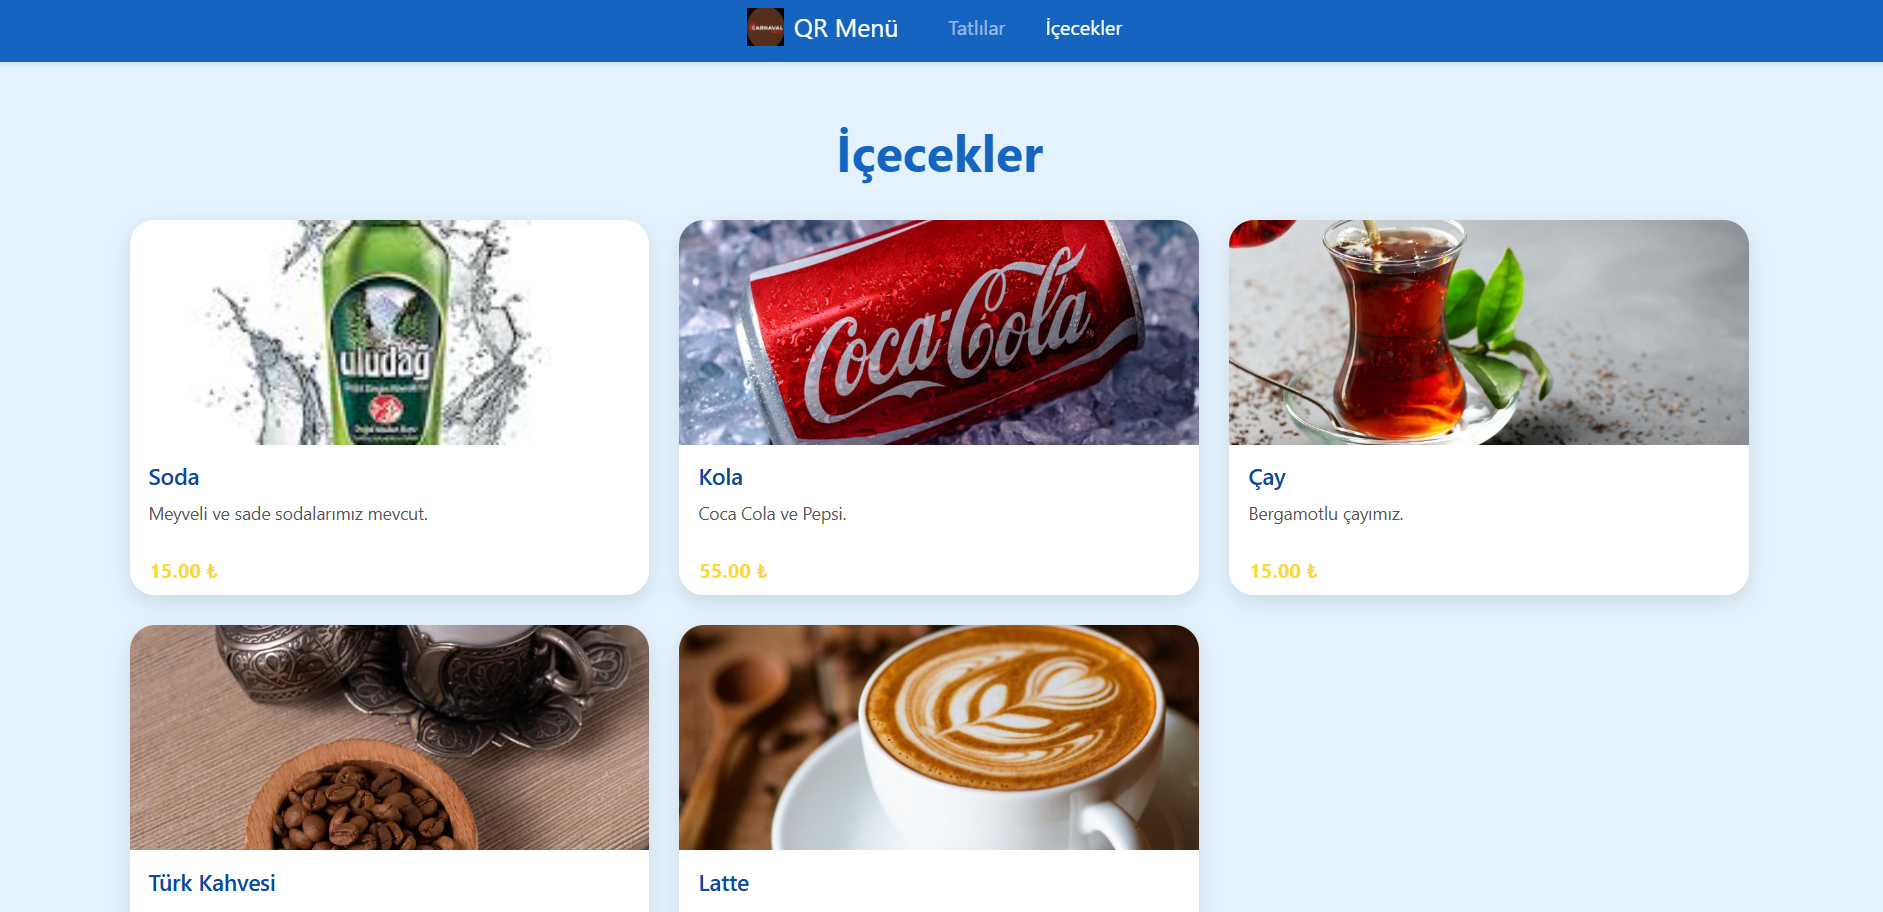 CARNAVAL
QR Menü
Tatlılar
İçecekler
İçecekler
uludağ
Coca-Cola
Soda
Meyveli ve sade sodalarımız mevcut.
15.00 ₺
Kola
Coca Cola ve Pepsi.
55.00 ₺
Çay
Bergamotlu çayımız.
15.00 ₺
Türk Kahvesi
Latte